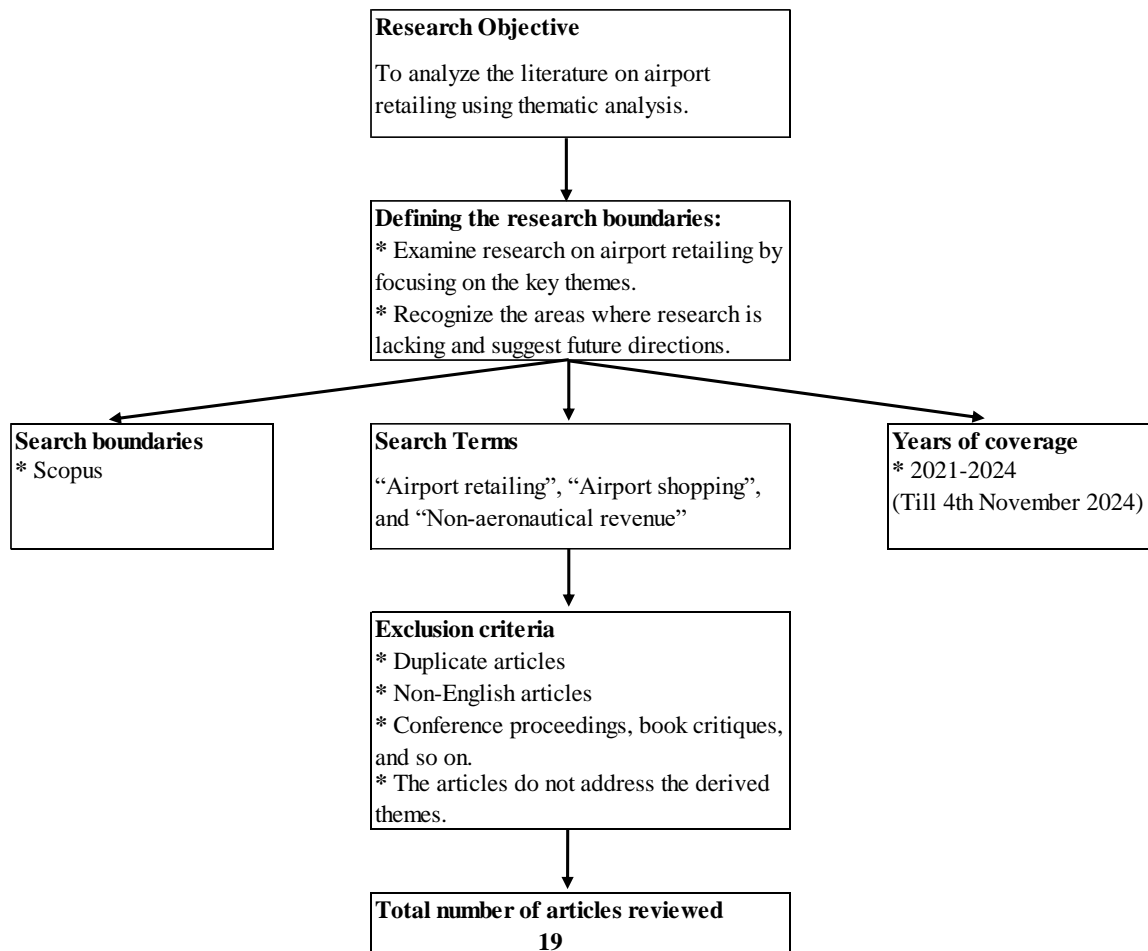 Research Objective
To analyze the literature on airport
retailing using thematic analysis.
Defining the research boundaries:
* Examine research on airport retailing by
focusing on the key themes.
* Recognize the areas where research is
lacking and suggest future directions.
Search boundaries
* Scopus
Search Terms
“Airport retailing”, “Airport shopping”,
and “Non-aeronautical revenue”
Years of coverage
* 2021-2024
(Till 4th November 2024)
Exclusion criteria
* Duplicate articles
* Non-English articles
* Conference proceedings, book critiques,
and so on.
* The articles do not address the derived
themes.
Total number of articles reviewed
19